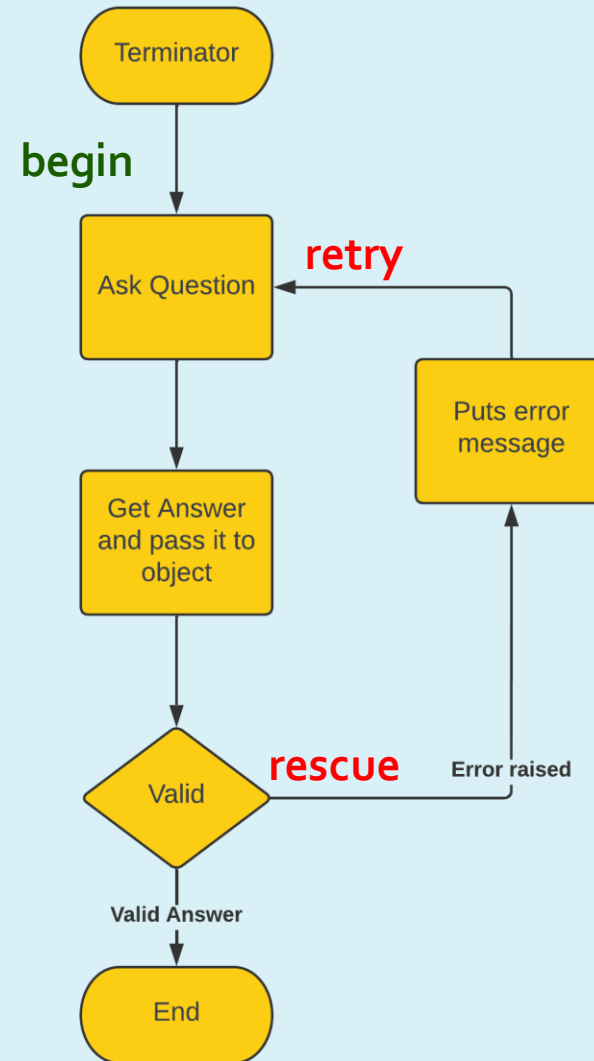 Terminator
begin
Ask Question
retry
Puts error
message
Get Answer
and pass it to
object
Valid
rescue
Error raised
Valid Answer
End